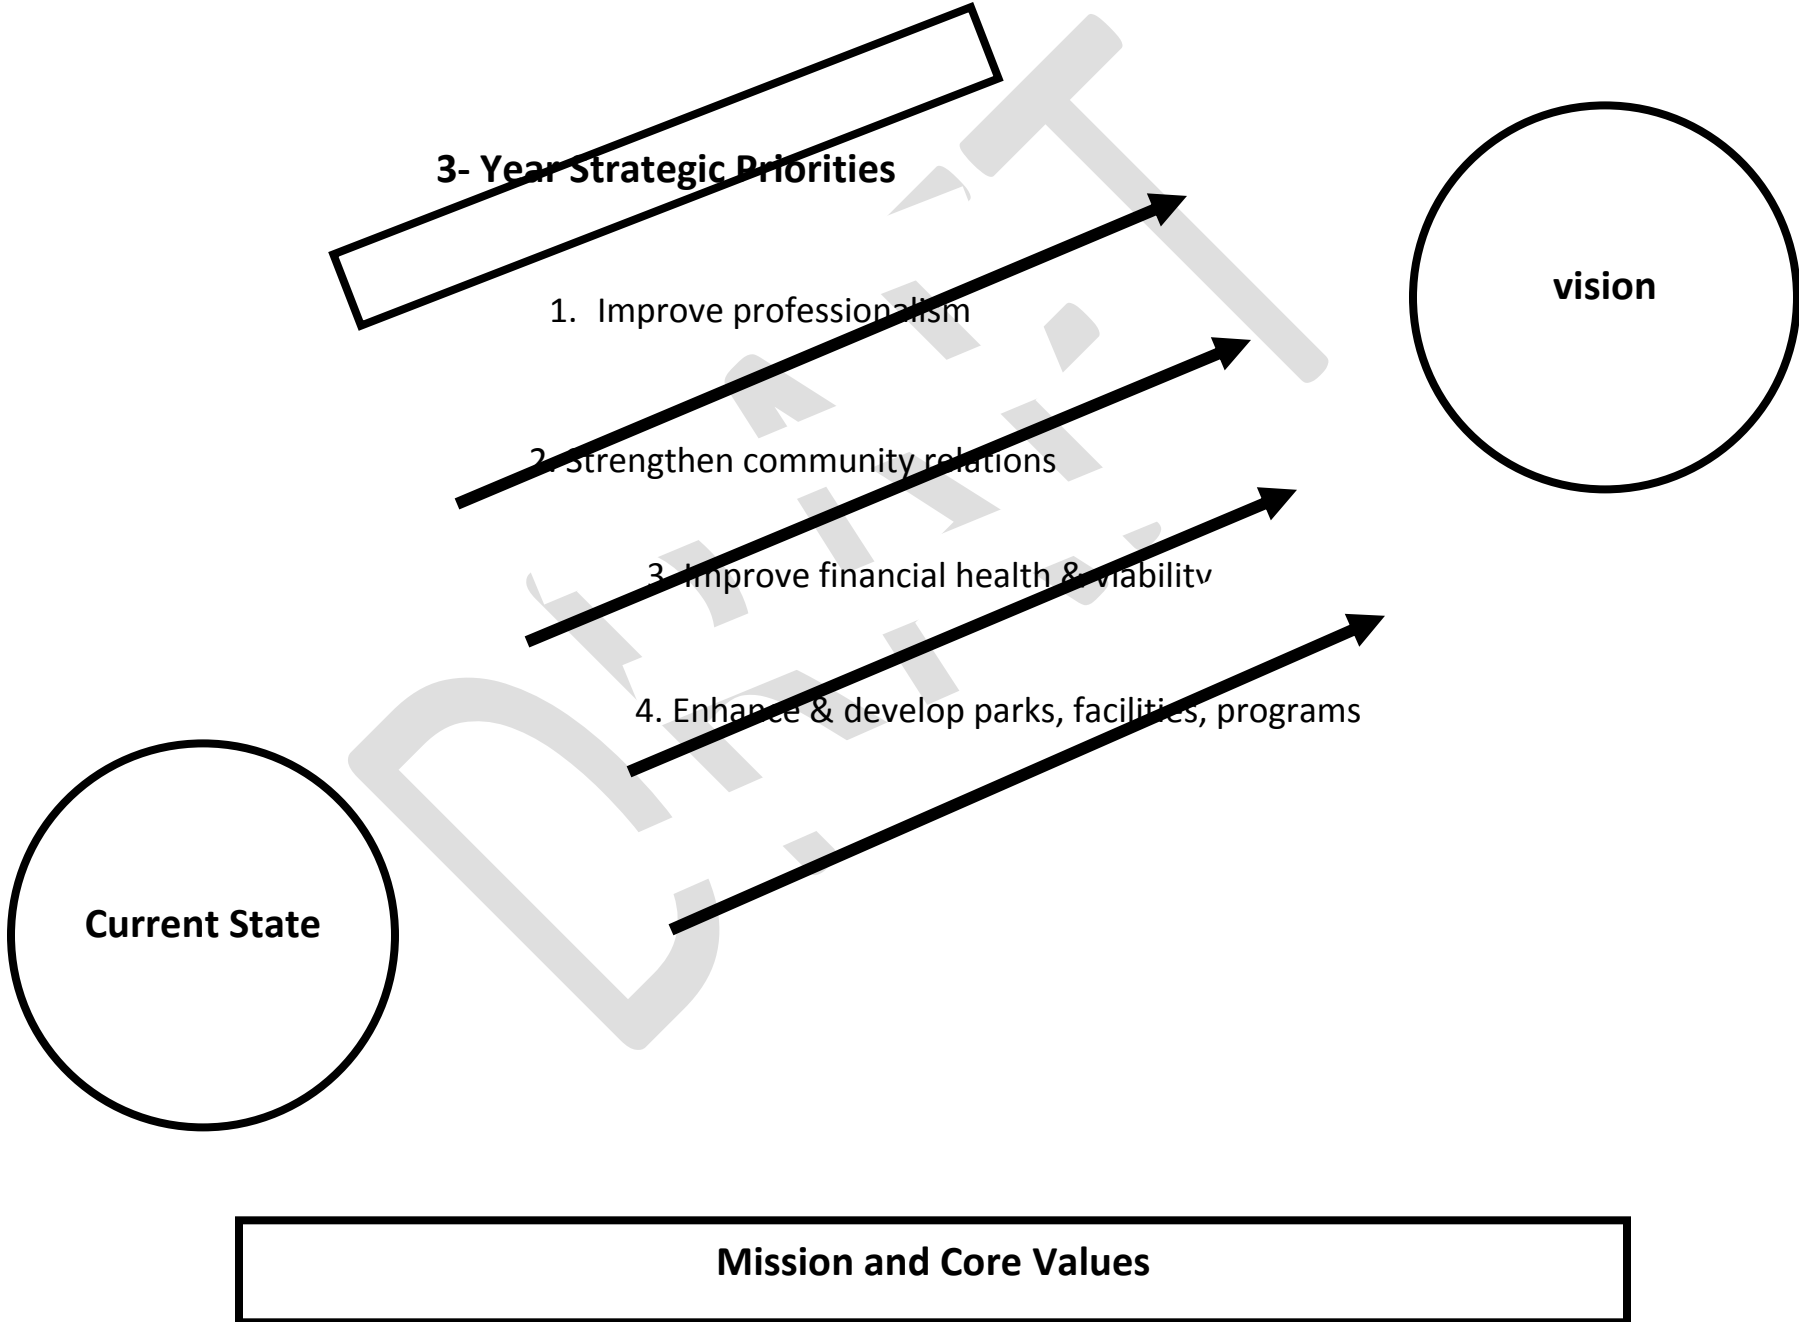 3- Year Strategic Priorities
1. Improve professionalism
2. Strengthen community relations
3. Improve financial health & viability
4. Enhance & develop parks, facilities, programs
vision
Current State
Mission and Core Values
DRAFT